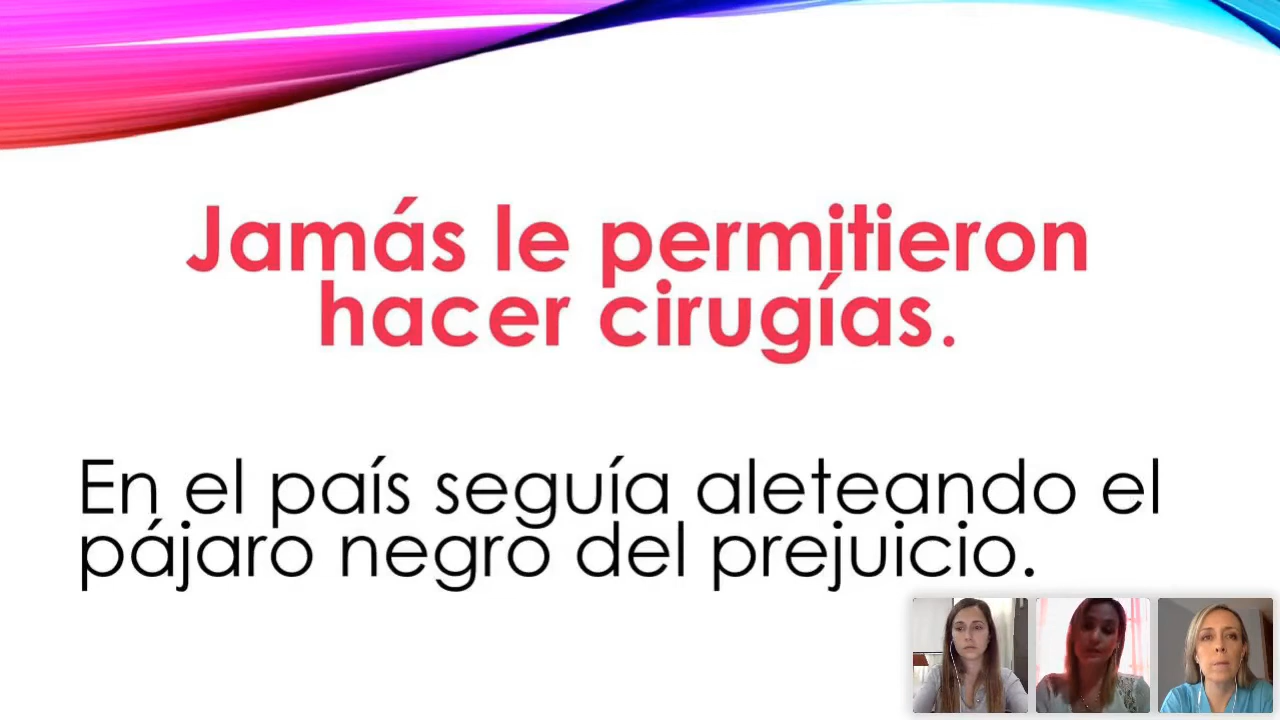 Jamás le permitieron
hacer cirugías.
En el país seguía aleteando el
pájaro negro del prejuicio.